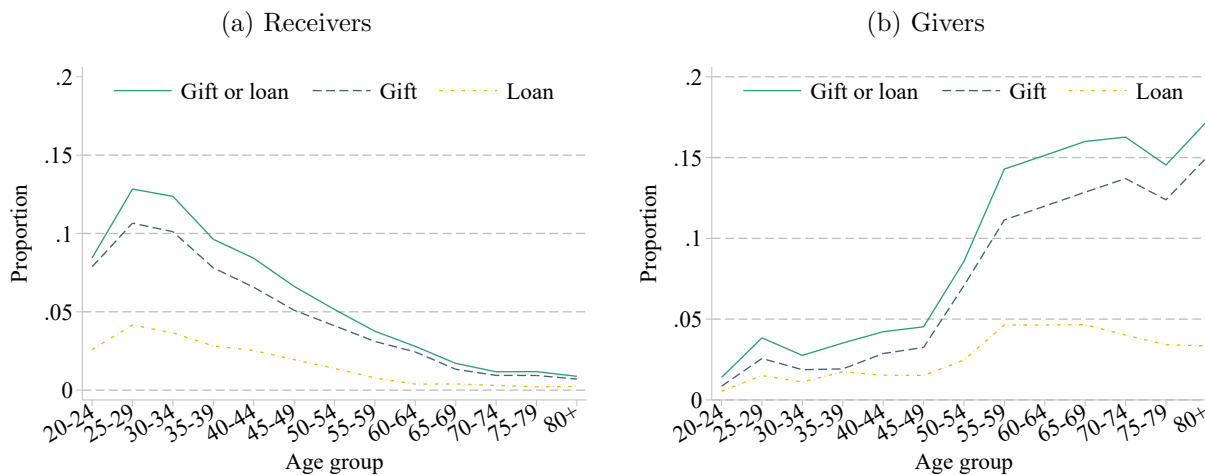 (a) Receivers
.2
Gift or loan Gift Loan
.15
.1
.05
0
Proportion
20-24 25-29 30-34 35-39 40-44 45-49 50-54 55-59 60-64 65-69 70-74 75-79 80+
Age group
(b) Givers
.2
Gift or loan Gift Loan
.15
.1
.05
0
Proportion
20-24 25-29 30-34 35-39 40-44 45-49 50-54 55-59 60-64 65-69 70-74 75-79 80+
Age group